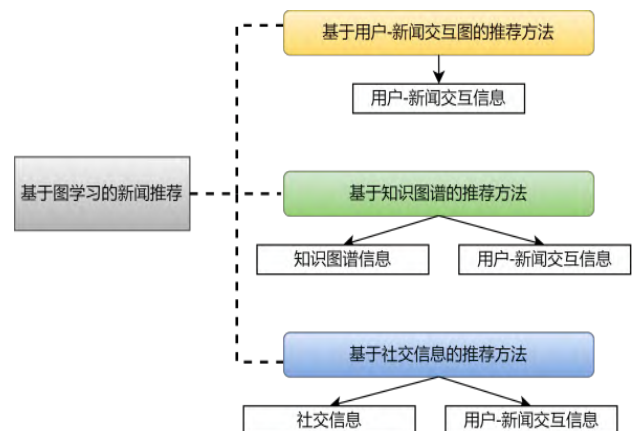 基于用户-新闻交互图的推荐方法
用户-新闻交互信息
基于图学习的新闻推荐
基于知识图谱的推荐方法
知识图谱信息
用户-新闻交互信息
基于社交信息的推荐方法
社交信息
用户-新闻交互信息